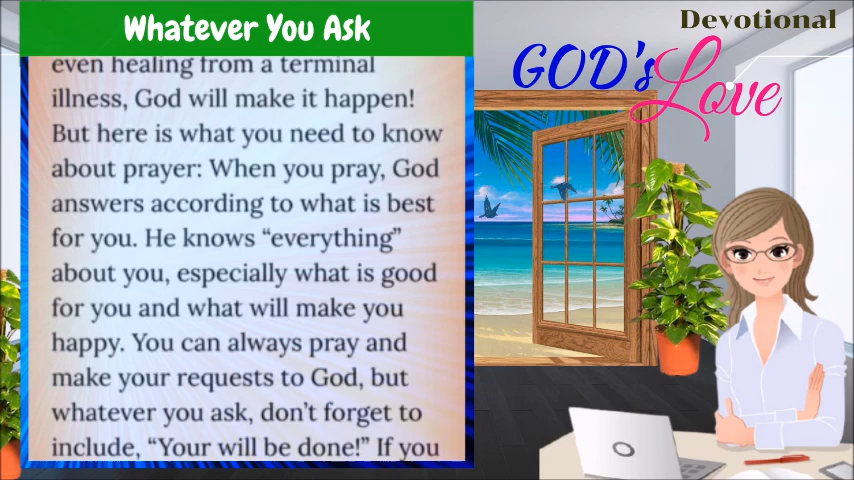 Whatever You Ask
even healing from a terminal
illness, God will make it happen!
But here is what you need to know
about prayer: When you pray, God
answers according to what is best
for you. He knows “everything”
about you, especially what is good
for you and what will make you
happy. You can always pray and
make your requests to God, but
whatever you ask, don’t forget to
include, “Your will be done!” If you
Devotional
GOD's Love